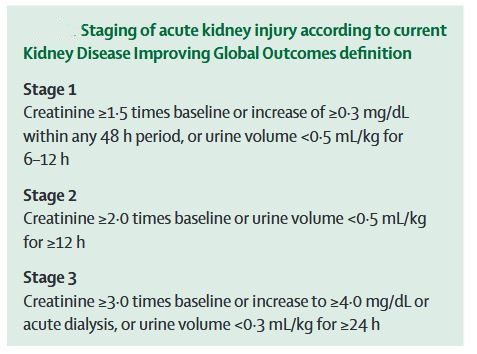 Staging of acute kidney injury according to current
Kidney Disease Improving Global Outcomes definition
Stage 1
Creatinine ≥1·5 times baseline or increase of ≥0·3 mg/dL
within any 48 h period, or urine volume <0·5 mL/kg for
6–12 h
Stage 2
Creatinine ≥2·0 times baseline or urine volume <0·5 mL/kg
for ≥12 h
Stage 3
Creatinine ≥3·0 times baseline or increase to ≥4·0 mg/dL or
acute dialysis, or urine volume <0·3 mL/kg for ≥24 h